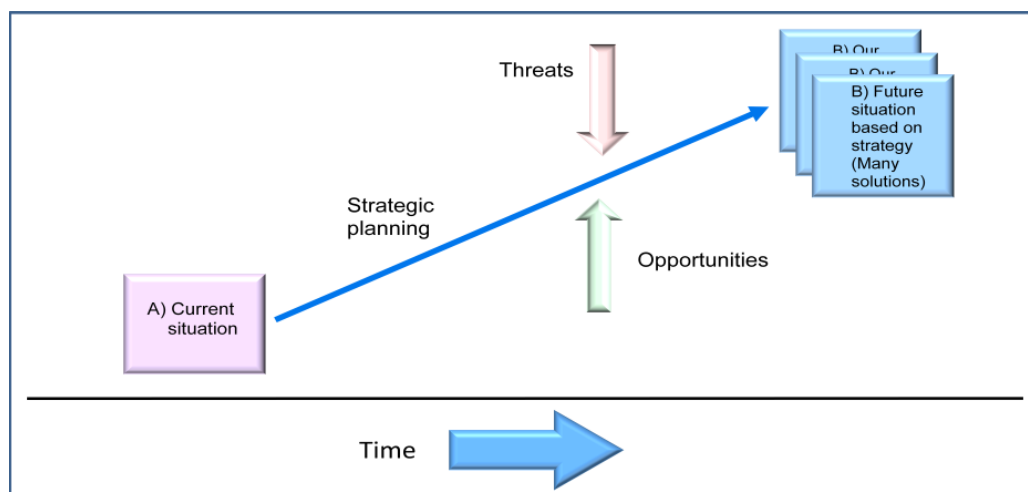 Threats
B) Our
B) Our
B) Future
situation
based on
strategy
(Many
solutions)
Strategic
planning
Opportunities
A) Current
situation
Time